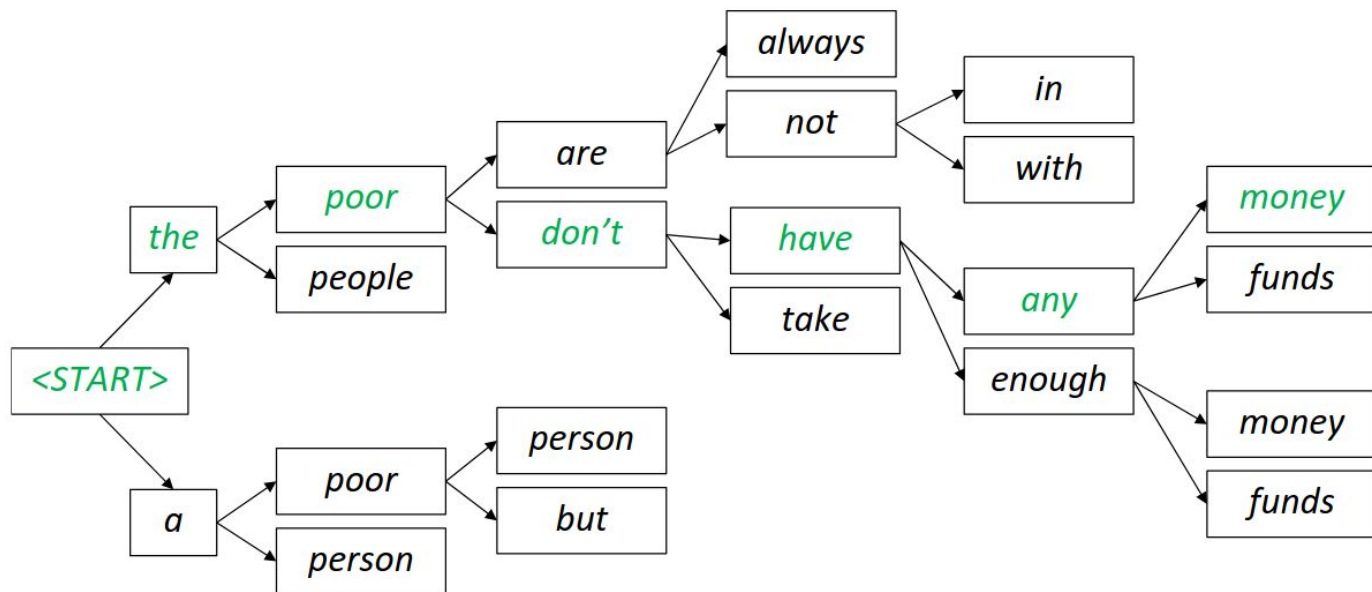 always
in
not
are
with
poor
money
the
don't
have
people
funds
any
take
<START>
enough
person
money
poor
a
but
funds
person